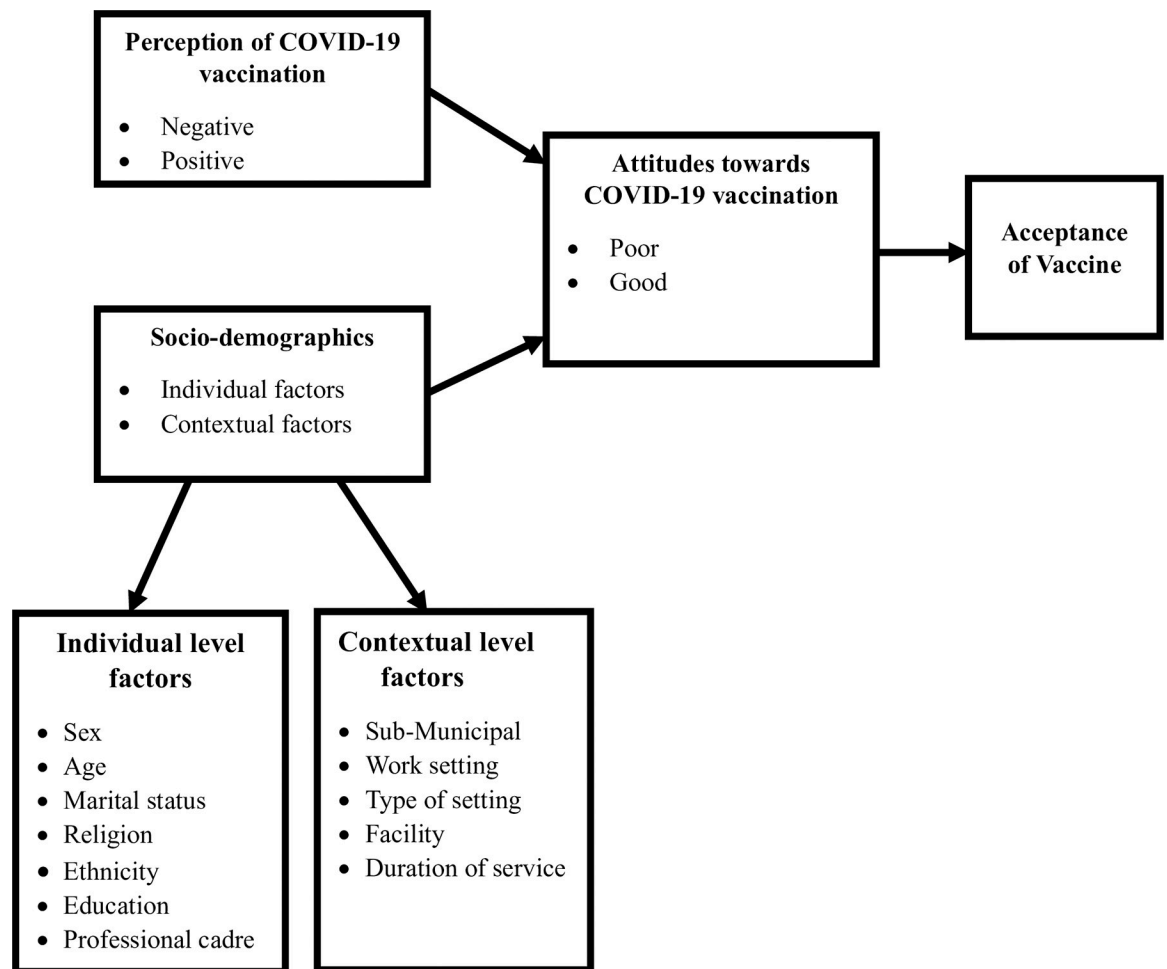 Perception of COVID-19
vaccination
• Negative
• Positive
Attitudes towards
COVID-19 vaccination
• Poor
• Good
Acceptance
of Vaccine
Socio-demographics
• Individual factors
• Contextual factors
Individual level
factors
• Sex
• Age
• Marital status
• Religion
• Ethnicity
• Education
• Professional cadre
Contextual level
factors
• Sub-Municipal
• Work setting
• Type of setting
• Facility
• Duration of service